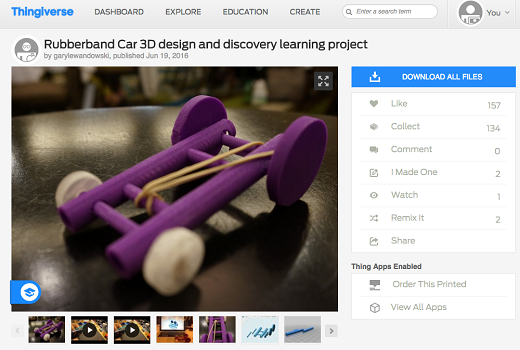 Thingiverse DASHBOARD EXPLORE EDUCATION CREATE Enter a search term You
Rubberband Car 3D design and discovery learning project
by garylewandowski, published Jun 19, 2016
DOWNLOAD ALL FILES
Like 157
Collect 134
Comment 0
I Made One 2
Watch 1
Remix It 2
Share
Thing Apps Enabled
Order This Printed
View All Apps